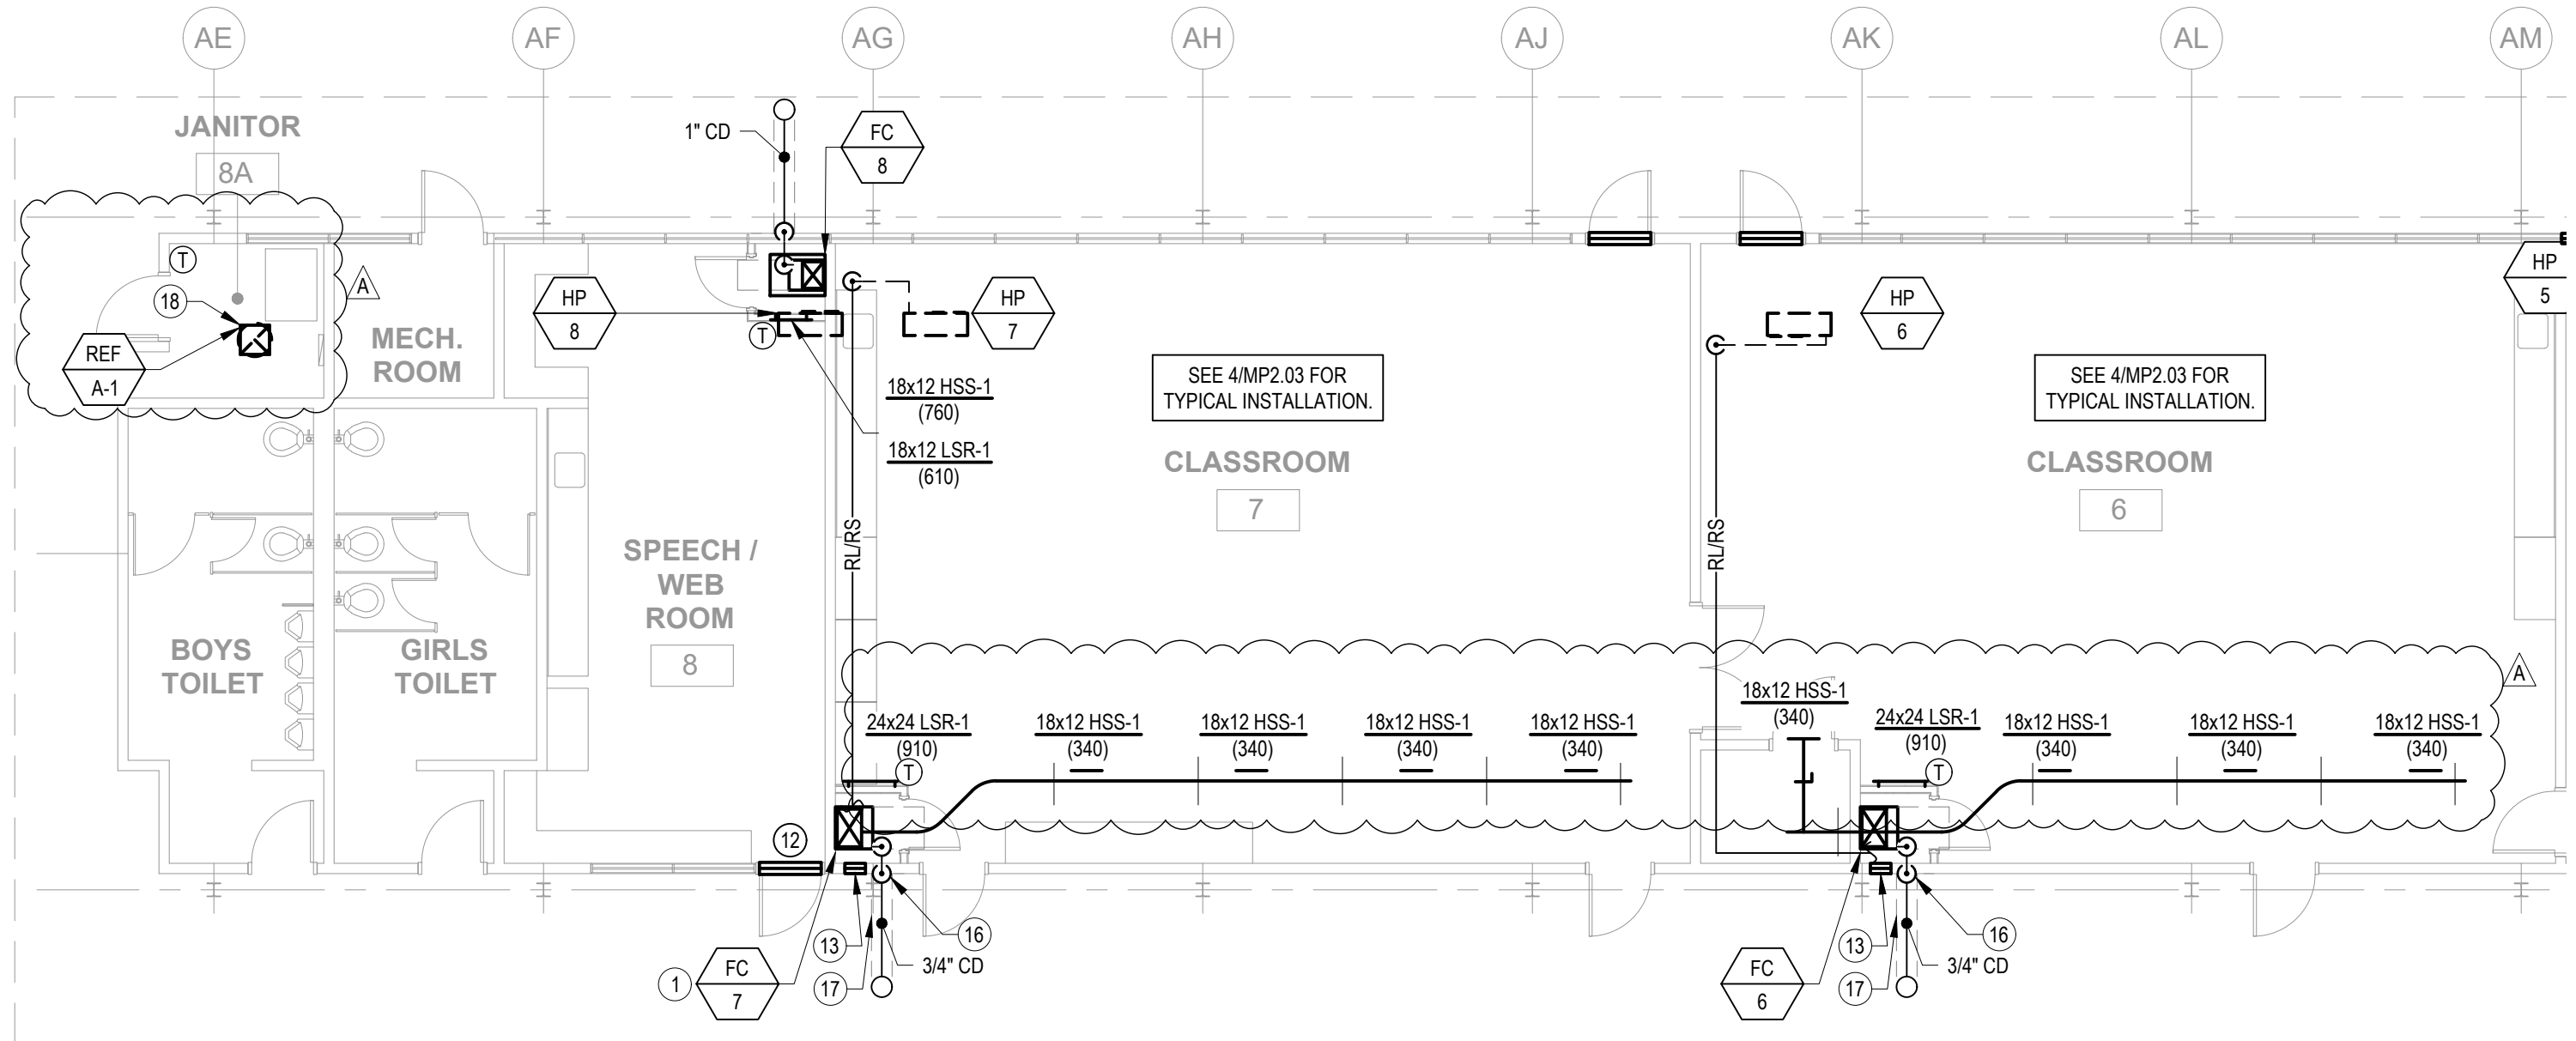 AE
AF
AG
AH
AJ
AK
AL
AM
JANITOR
8A
1" CD
FC
8
T
18
A
REF
A-1
MECH.
ROOM
HP
8
T
HP
7
HP
6
HP
5
18x12 HSS-1
(760)
18x12 LSR-1
(610)
SEE 4/MP2.03 FOR
TYPICAL INSTALLATION.
SEE 4/MP2.03 FOR
TYPICAL INSTALLATION.
CLASSROOM
7
CLASSROOM
6
RL/RS
RL/RS
SPEECH /
WEB
ROOM
8
BOYS
TOILET
GIRLS
TOILET
A
24x24 LSR-1
(910)
T
18x12 HSS-1
(340)
18x12 HSS-1
(340)
18x12 HSS-1
(340)
18x12 HSS-1
(340)
18x12 HSS-1
(340)
24x24 LSR-1
(910)
T
18x12 HSS-1
(340)
18x12 HSS-1
(340)
18x12 HSS-1
(340)
12
13
16
17
3/4" CD
1
FC
7
13
16
17
3/4" CD
FC
6